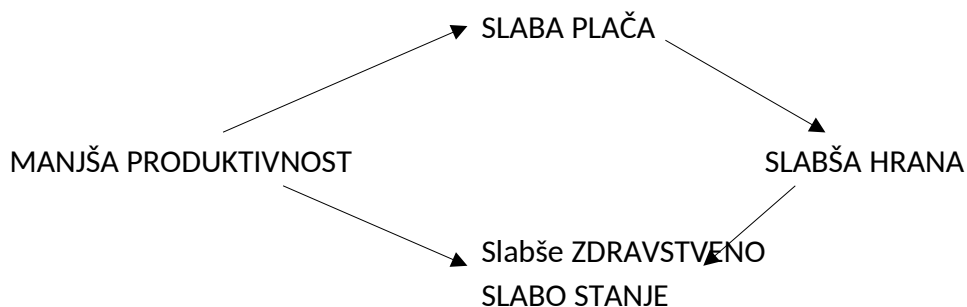 SLABA PLAČA
MANJŠA PRODUKTIVNOST
SLABŠA HRANA
Slabše ZDRAVSTVENO
SLABO STANJE